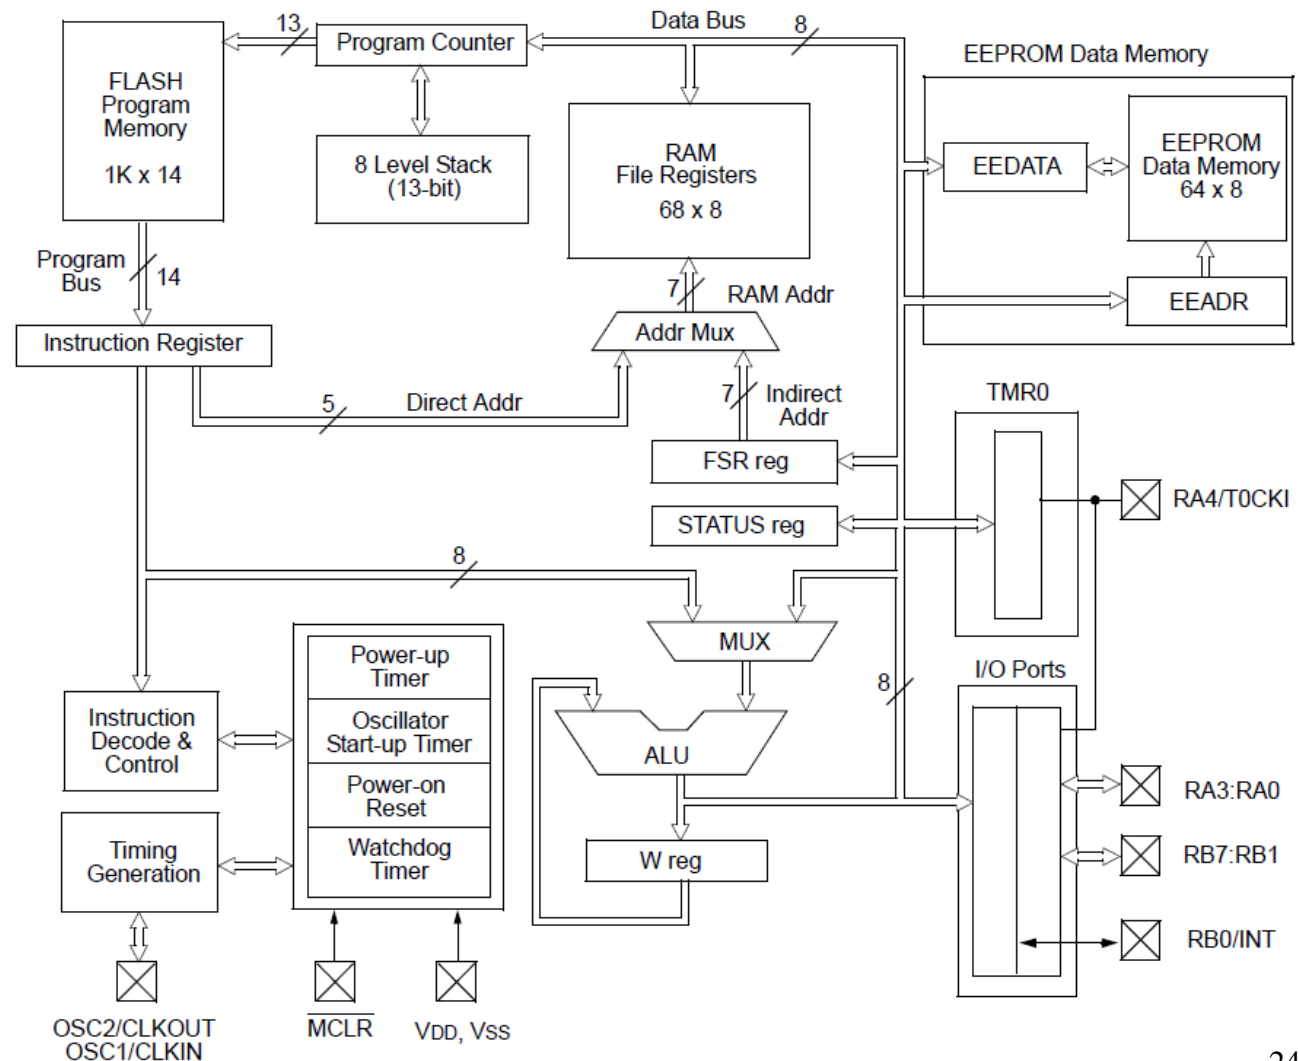 13
Program Counter
Data Bus
8
EEPROM Data Memory
FLASH
Program
Memory
1K x 14
8 Level Stack
(13-bit)
RAM
File Registers
68 x 8
EEDATA
EEPROM
Data Memory
64 x 8
EEADR
Program
Bus
14
7
RAM Addr
Instruction Register
Addr Mux
5
Direct Addr
7
Indirect
Addr
FSR reg
STATUS reg
TMR0
RA4/T0CKI
8
MUX
8
I/O Ports
Power-up
Timer
Oscillator
Start-up Timer
Power-on
Reset
Watchdog
Timer
Instruction
Decode &
Control
Timing
Generation
ALU
W reg
RA3:RA0
RB7:RB1
RB0/INT
OSC2/CLKOUT
OSC1/CLKIN
MCLR
VDD, VSS
24